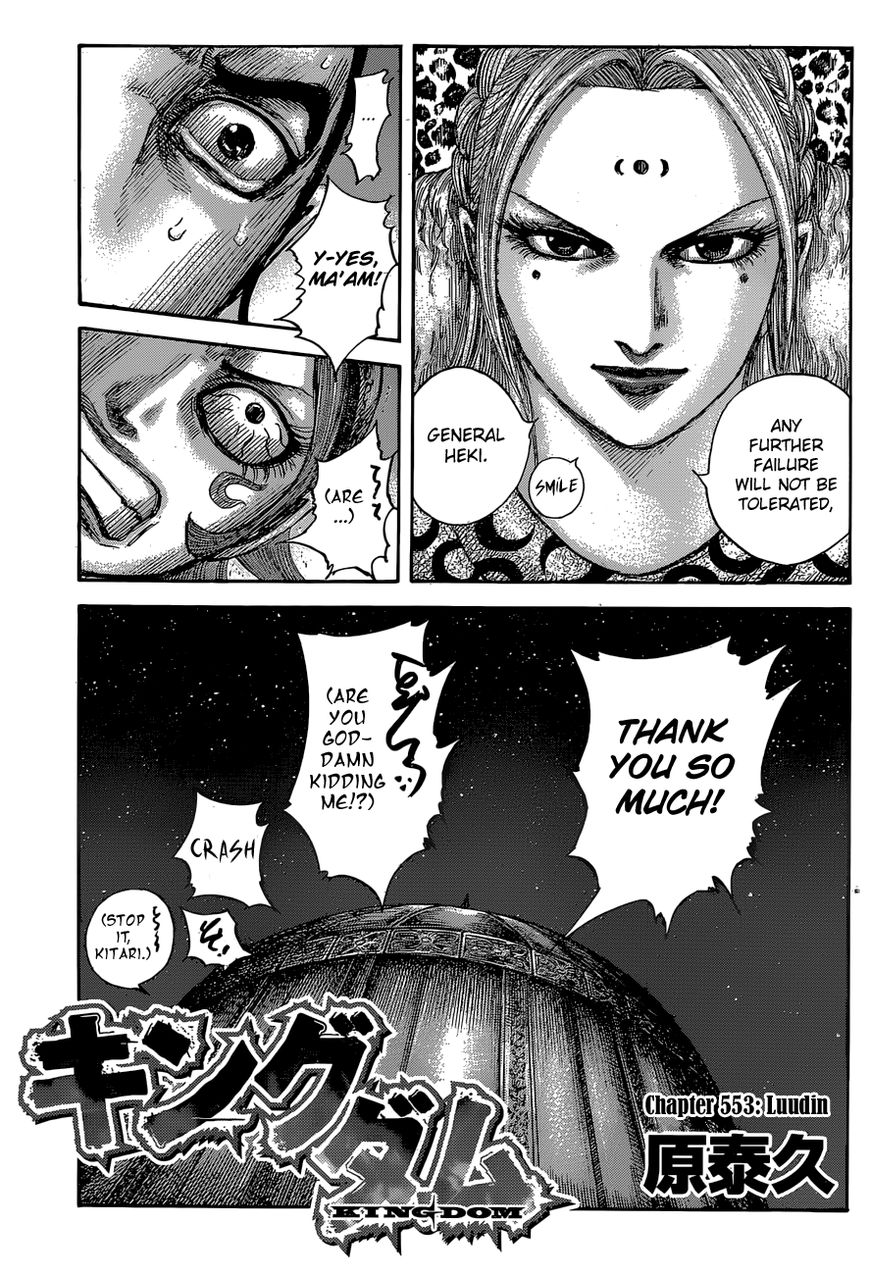 ANY
FURTHER
FAILURE
WILL NOT BE
TOLERATED,
SMILE
GENERAL
HEKI.
...
Y-YES,
MA'AM!
(ARE
...)
THANK
YOU SO
MUCH!
(ARE
YOU
GOD-
DAMN
KIDDING
ME!?)
CRASH
(STOP
IT,
KITARI.)
キングダム
KINGDOM
Chapter 553: Luudin
原泰久